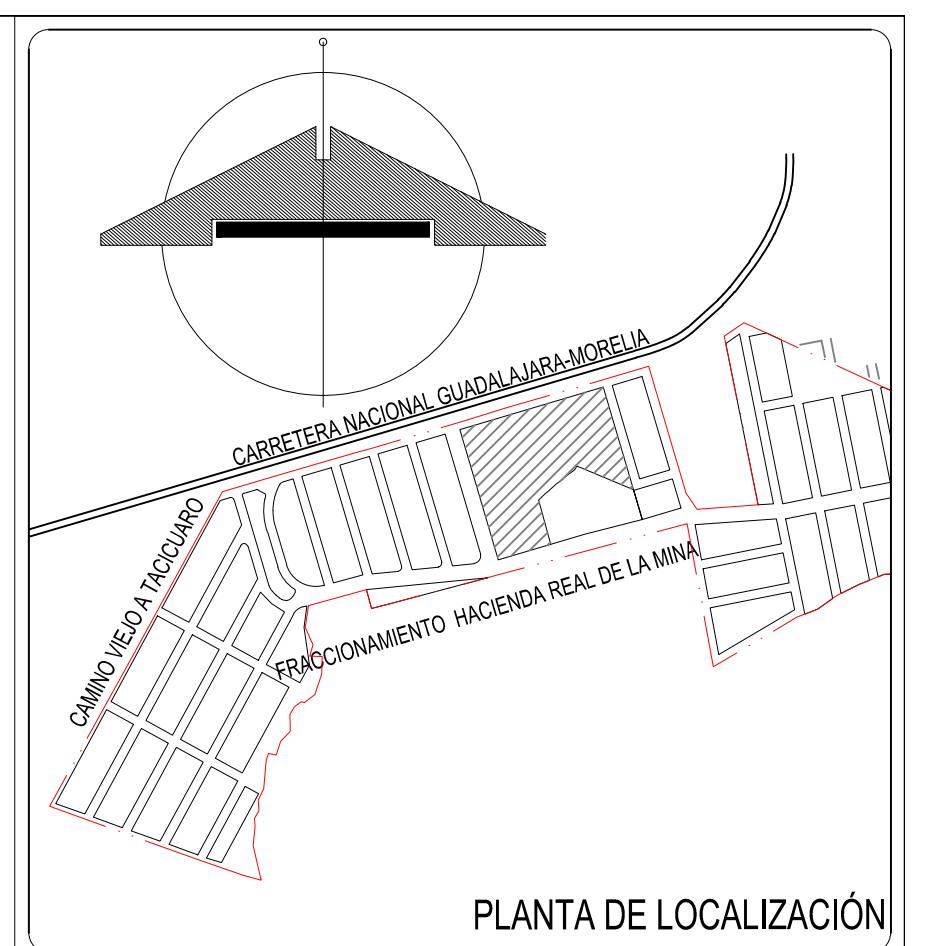 CARRETERA NACIONAL GUADALAJARA-MORELIA
CAMINO VIEJO A TACICUARO
FRACCIONAMIENTO HACIENDA REAL DE LA MINA
PLANTA DE LOCALIZACIÓN